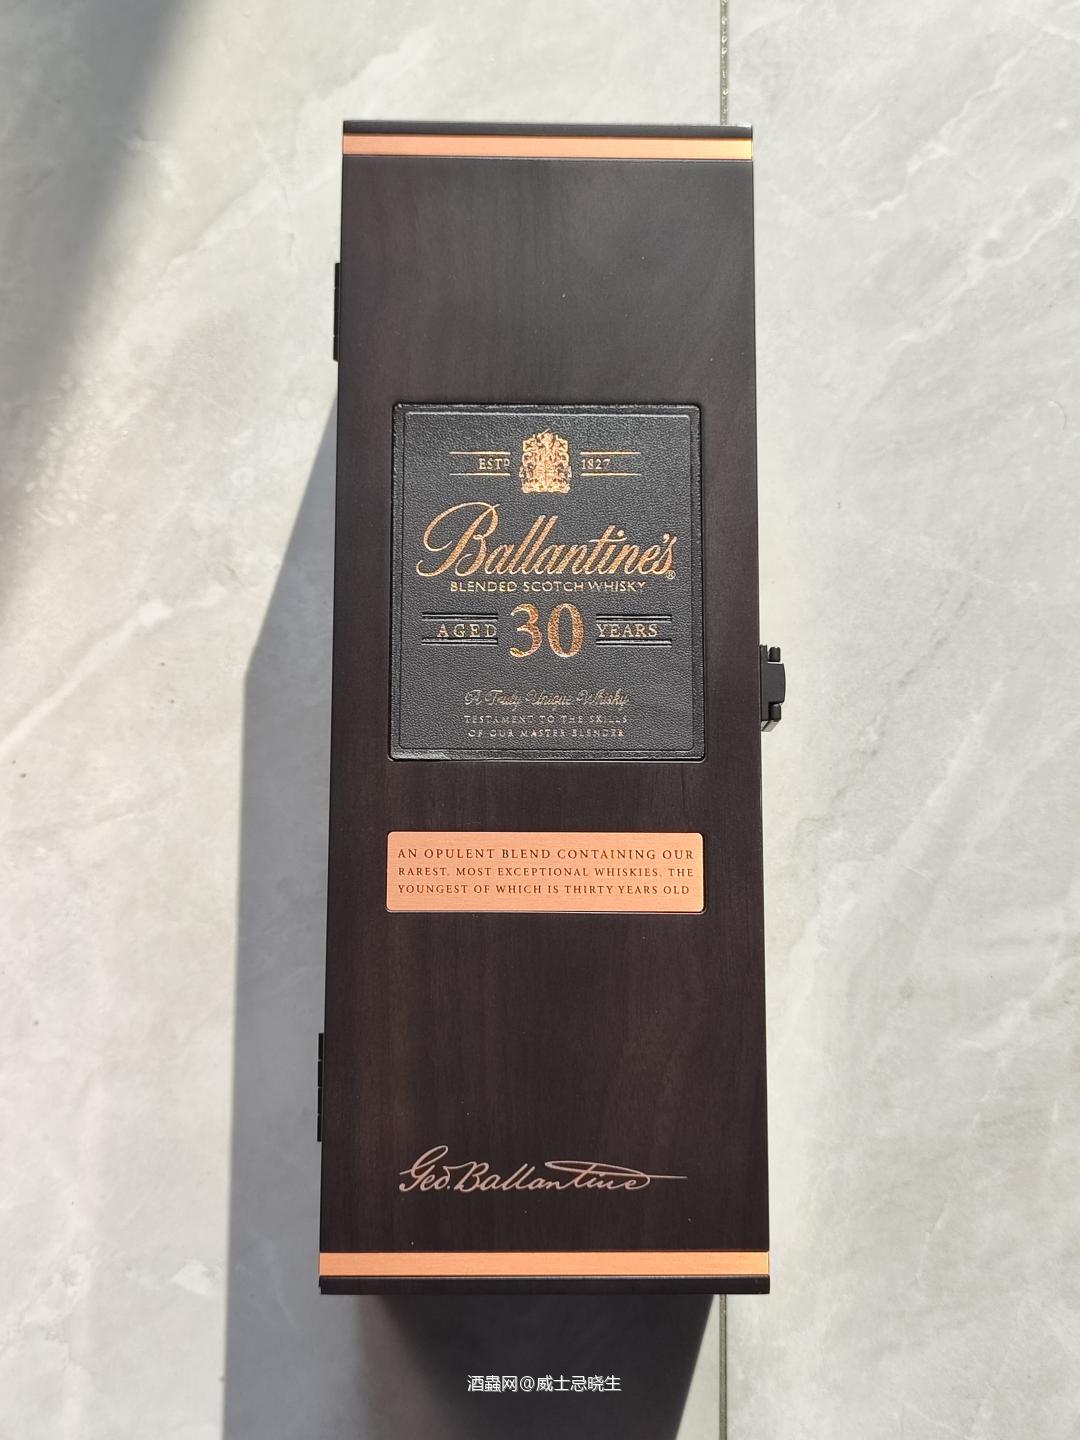 ESTD 1827
Ballantine's®
BLENDED SCOTCH WHISKY
AGED 30 YEARS
A Truly Unique Whisky
TESTAMENT TO THE SKILLS
OF OUR MASTER BLENDER
AN OPULENT BLEND CONTAINING OUR
RAREST, MOST EXCEPTIONAL WHISKIES, THE
YOUNGEST OF WHICH IS THIRTY YEARS OLD
Geo. Ballantine
酒蟲网@威士忌晓生